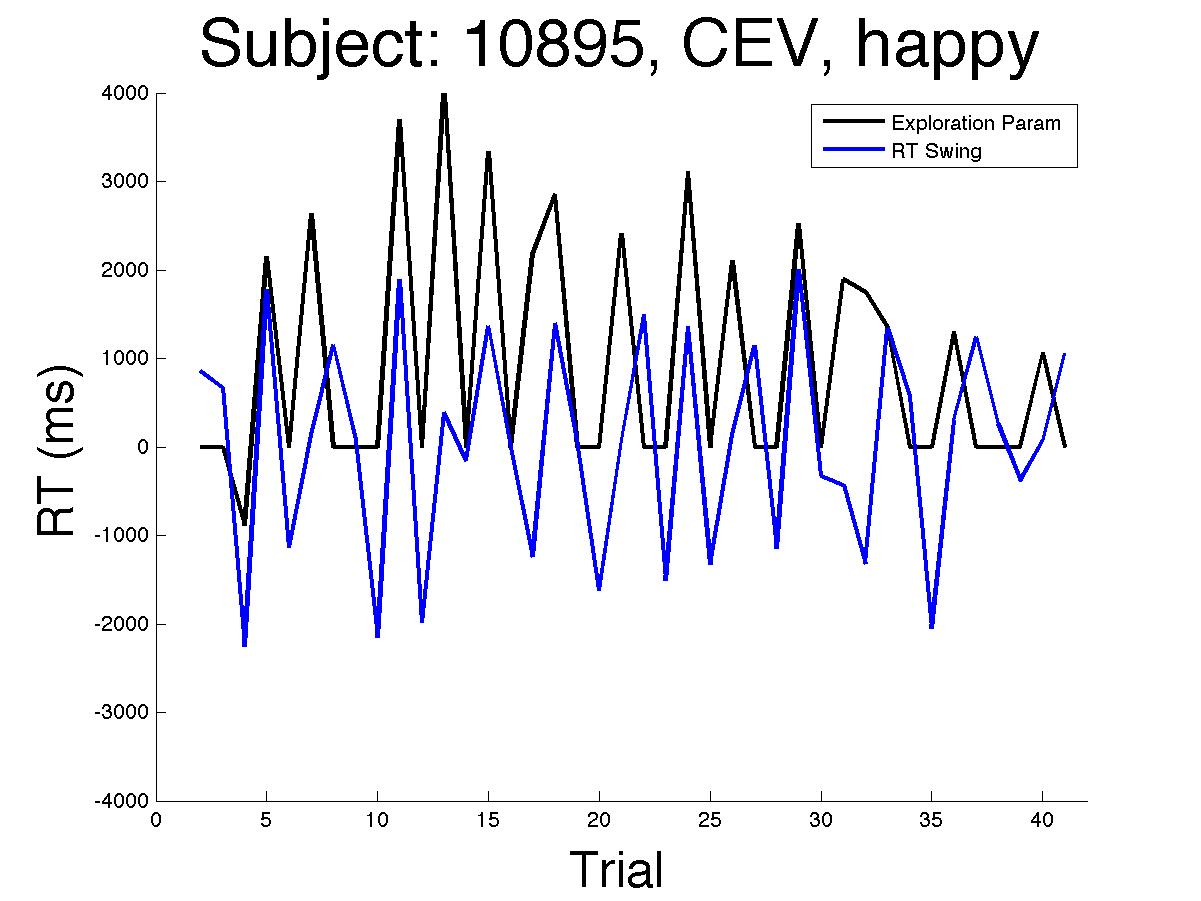 Subject: 10895, CEV, happy
Exploration Param
RT Swing
4000
3000
2000
1000
0
-1000
-2000
-3000
-4000
RT (ms)
0 5 10 15 20 25 30 35 40
Trial